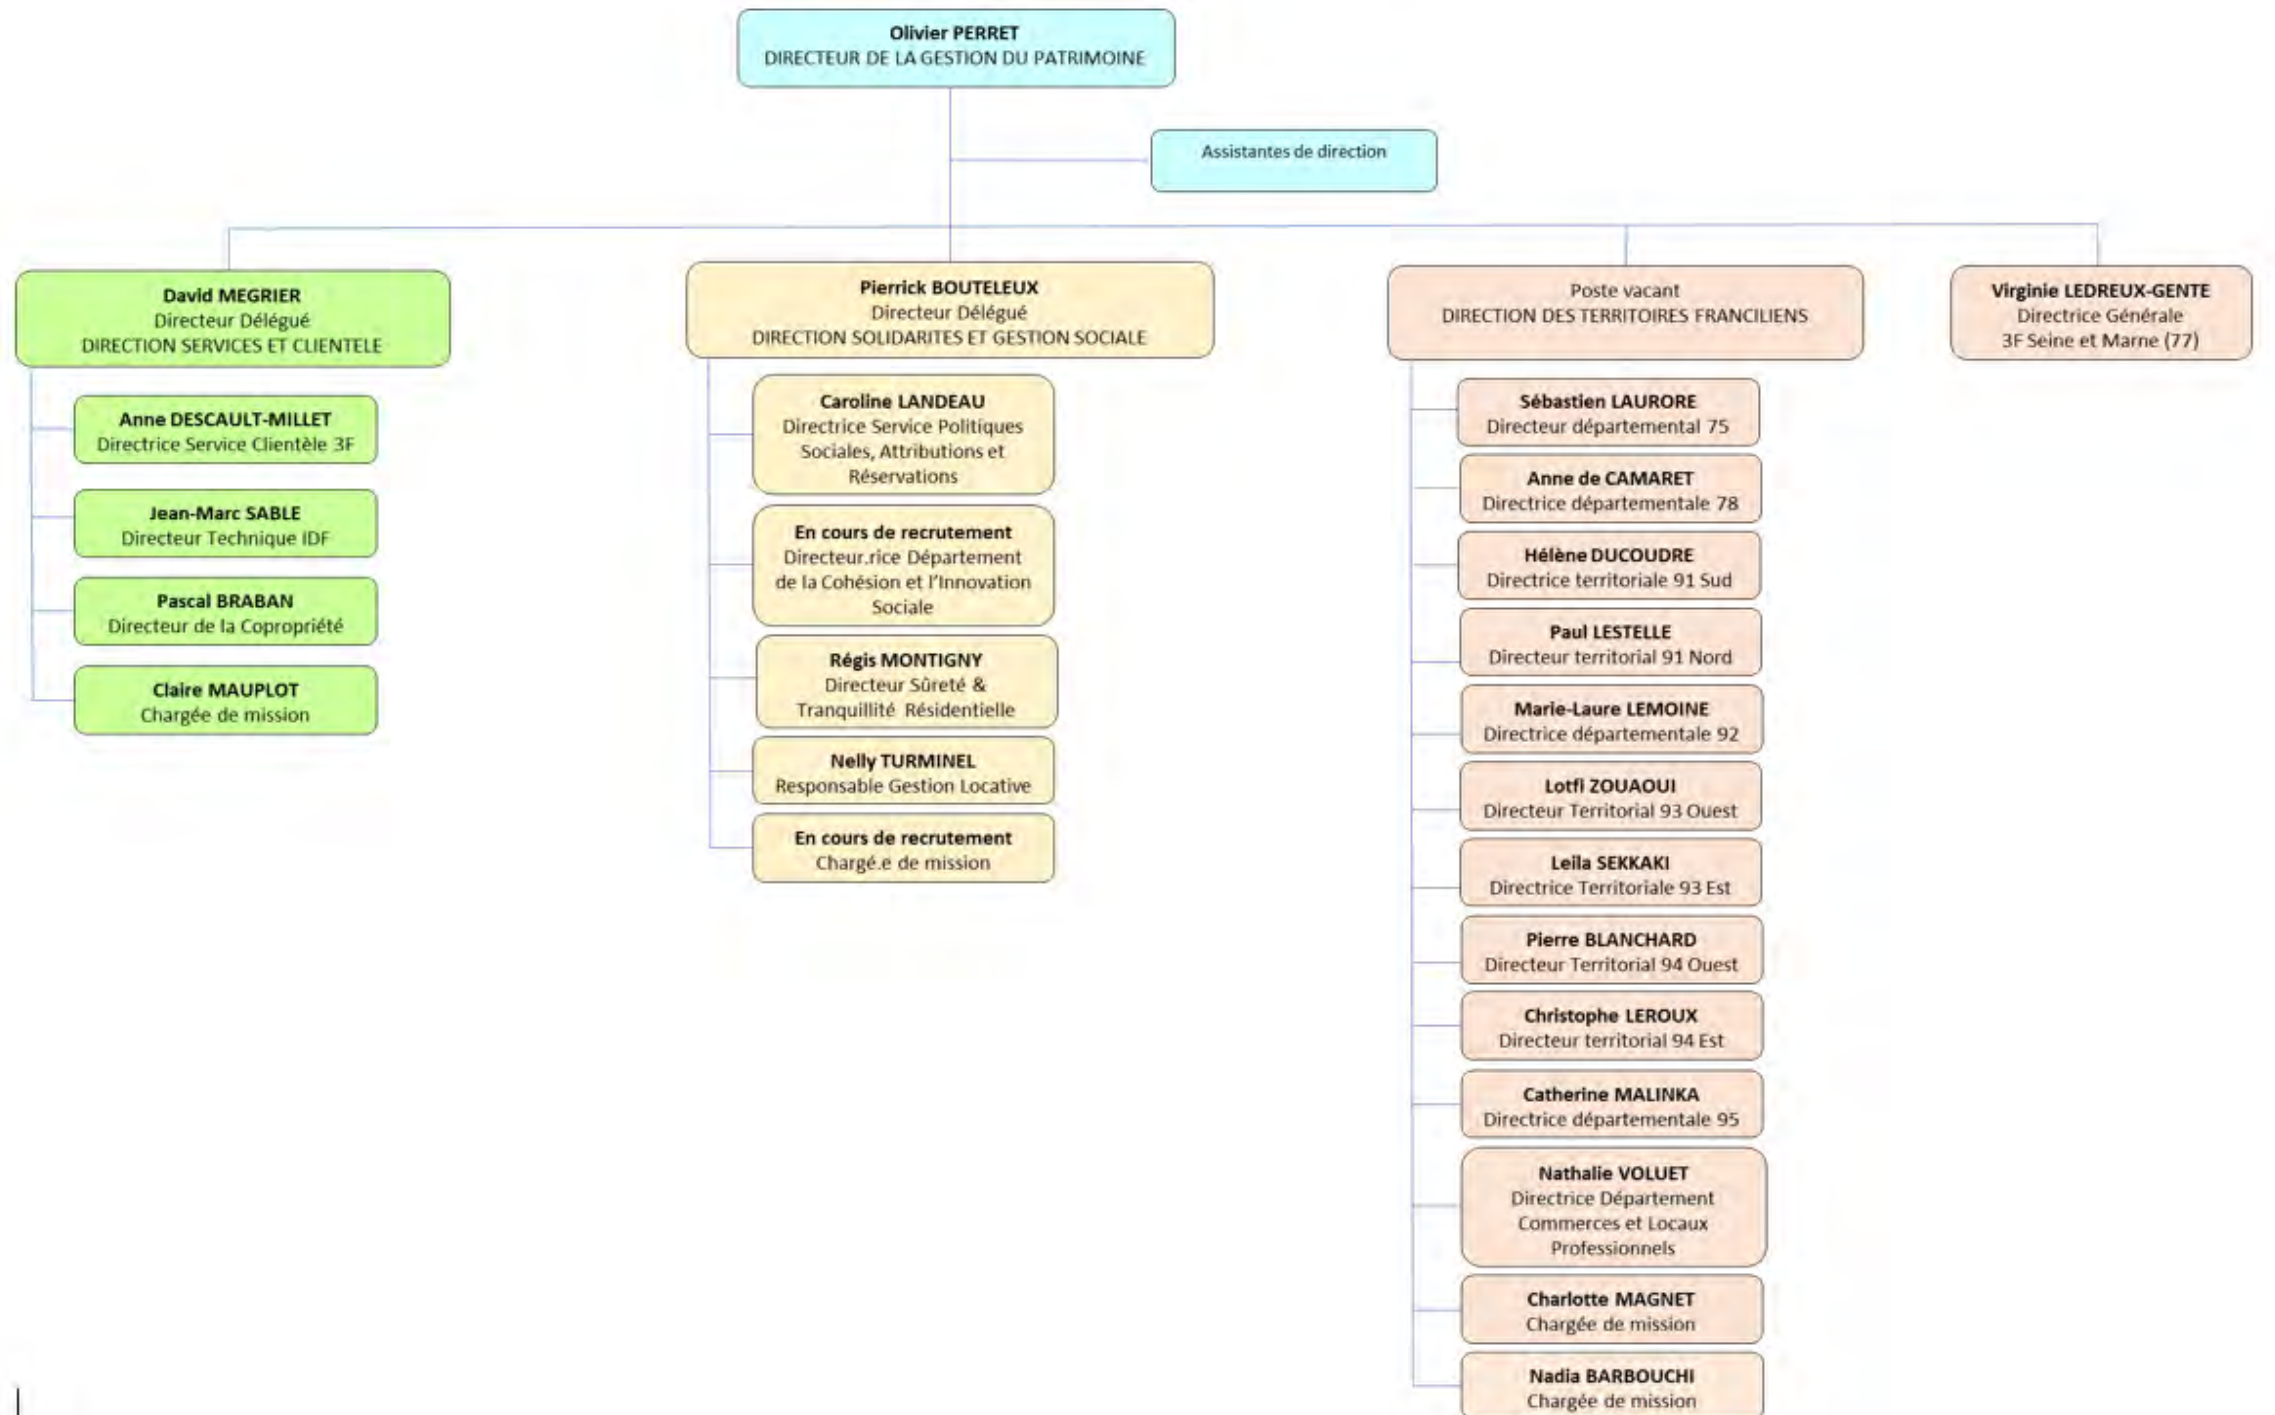 Olivier PERRET
DIRECTEUR DE LA GESTION DU PATRIMOINE
Assistantes de direction
David MEGRIER
Directeur Délégué
DIRECTION SERVICES ET CLIENTELE
Anne DESCAULT-MILLET
Directrice Service Clientèle 3F
Jean-Marc SABLE
Directeur Technique IDF
Pascal BRABAN
Directeur de la Copropriété
Claire MAUPLOT
Chargée de mission
Pierrick BOUTELEUX
Directeur Délégué
DIRECTION SOLIDARITES ET GESTION SOCIALE
Caroline LANDEAU
Directrice Service Politiques
Sociales, Attributions et
Réservations
En cours de recrutement
Directeur.rice Département
de la Cohésion et l'Innovation
Sociale
Régis MONTIGNY
Directeur Sûreté &
Tranquillité Résidentielle
Nelly TURMINEL
Responsable Gestion Locative
En cours de recrutement
Chargé.e de mission
Poste vacant
DIRECTION DES TERRITOIRES FRANCILIENS
Sébastien LAURORE
Directeur départemental 75
Anne de CAMARET
Directrice départementale 78
Hélène DUCOUDRE
Directrice territoriale 91 Sud
Paul LESTELLE
Directeur territorial 91 Nord
Marie-Laure LEMOINE
Directrice départementale 92
Lotfi ZOUAOUI
Directeur Territorial 93 Ouest
Leila SEKKAKI
Directrice Territoriale 93 Est
Pierre BLANCHARD
Directeur Territorial 94 Ouest
Christophe LEROUX
Directeur territorial 94 Est
Catherine MALINKA
Directrice départementale 95
Nathalie VOLUET
Directrice Département
Commerces et Locaux
Professionnels
Charlotte MAGNET
Chargée de mission
Nadia BARBOUCHI
Chargée de mission
Virginie LEDREUX-GENTE
Directrice Générale
3F Seine et Marne (77)